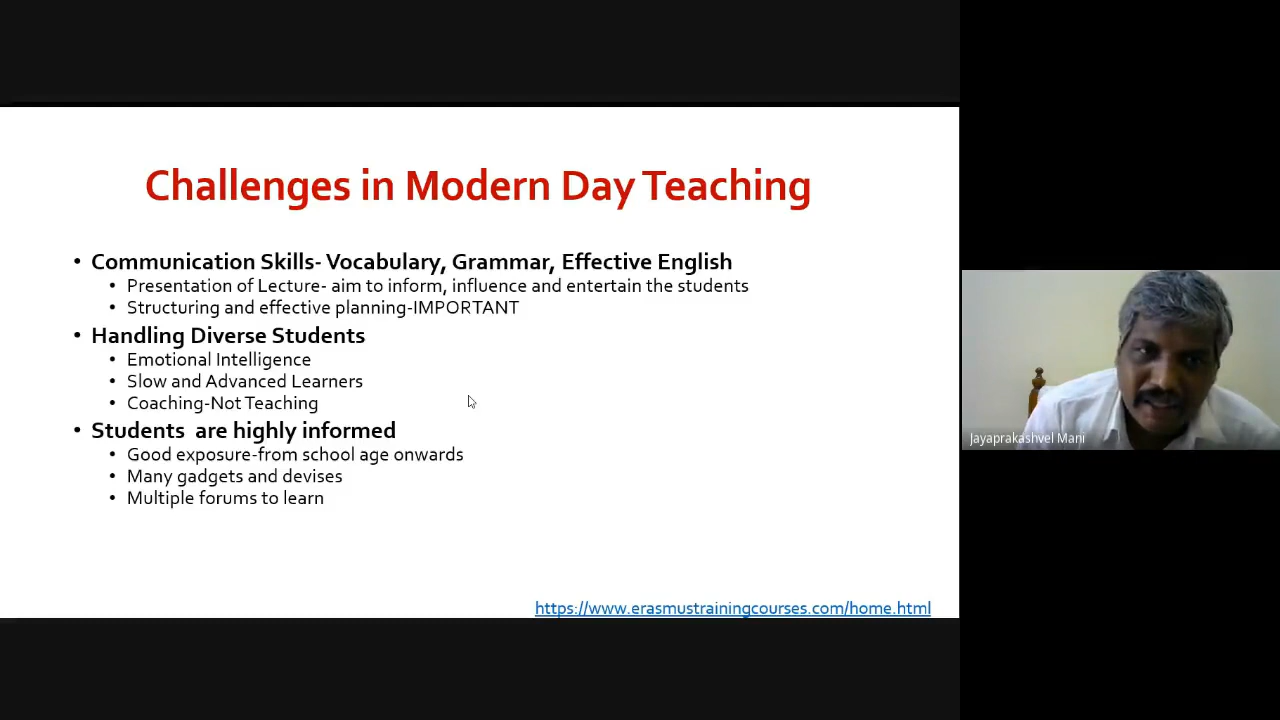 Challenges in Modern Day Teaching
• Communication Skills- Vocabulary, Grammar, Effective English
• Presentation of Lecture- aim to inform, influence and entertain the students
• Structuring and effective planning-IMPORTANT
• Handling Diverse Students
• Emotional Intelligence
• Slow and Advanced Learners
• Coaching-Not Teaching
• Students are highly informed
• Good exposure-from school age onwards
• Many gadgets and devises
• Multiple forums to learn
https://www.erasmustrainingcourses.com/home.html
Jayaprakashvel Mani